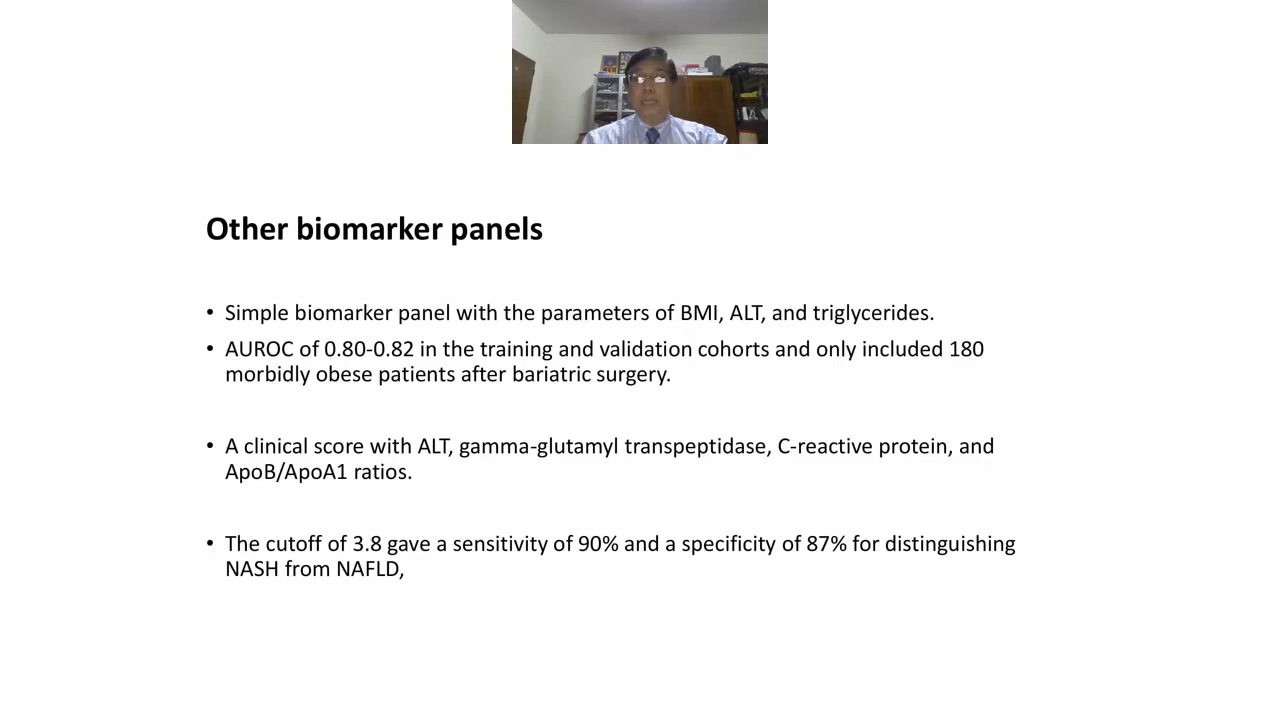 Other biomarker panels
• Simple biomarker panel with the parameters of BMI, ALT, and triglycerides.
• AUROC of 0.80-0.82 in the training and validation cohorts and only included 180
morbidly obese patients after bariatric surgery.
• A clinical score with ALT, gamma-glutamyl transpeptidase, C-reactive protein, and
ApoB/ApoA1 ratios.
• The cutoff of 3.8 gave a sensitivity of 90% and a specificity of 87% for distinguishing
NASH from NAFLD,